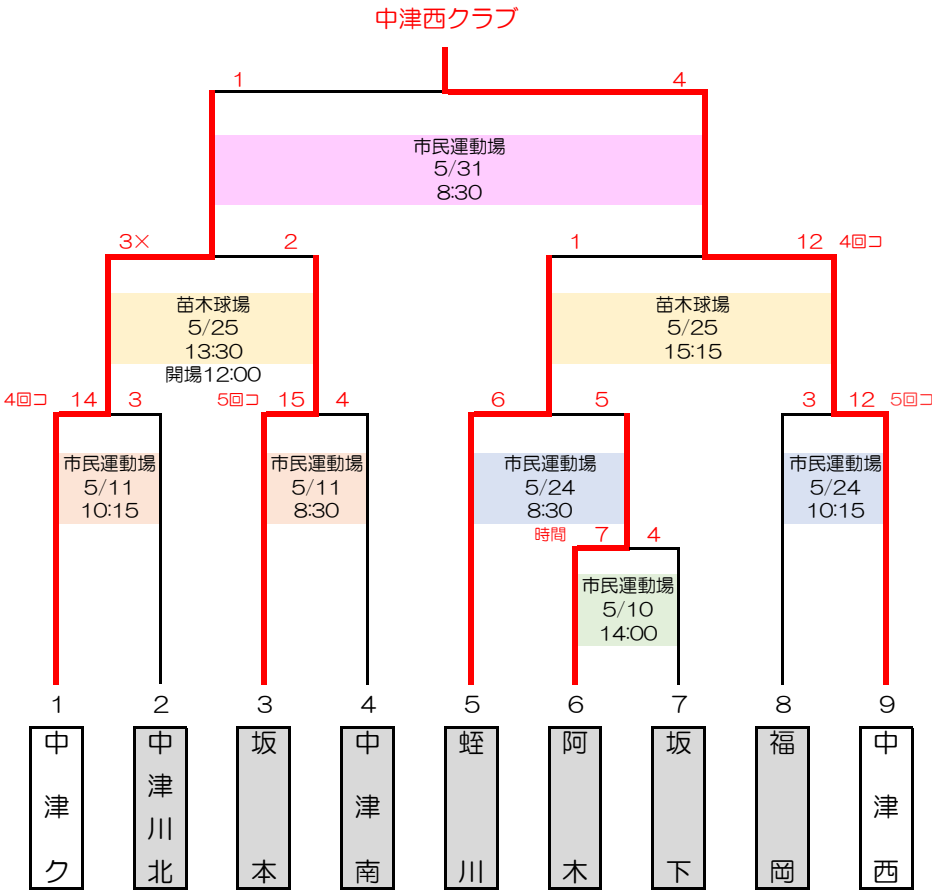 中津西クラブ
1
4
市民運動場
5/31
8:30
3×
2
1
12 4回コ
苗木球場
5/25
13:30
開場12:00
苗木球場
5/25
15:15
4回コ 14 3
5回コ 15 4
6 5
3 12 5回コ
市民運動場
5/11
10:15
市民運動場
5/11
8:30
市民運動場
5/24
8:30
市民運動場
5/24
10:15
時間 7 4
市民運動場
5/10
14:00
1 2 3 4 5 6 7 8 9
中津ク
中津川北
坂本
中津南
蛭川
阿木
坂下
福岡
中津西